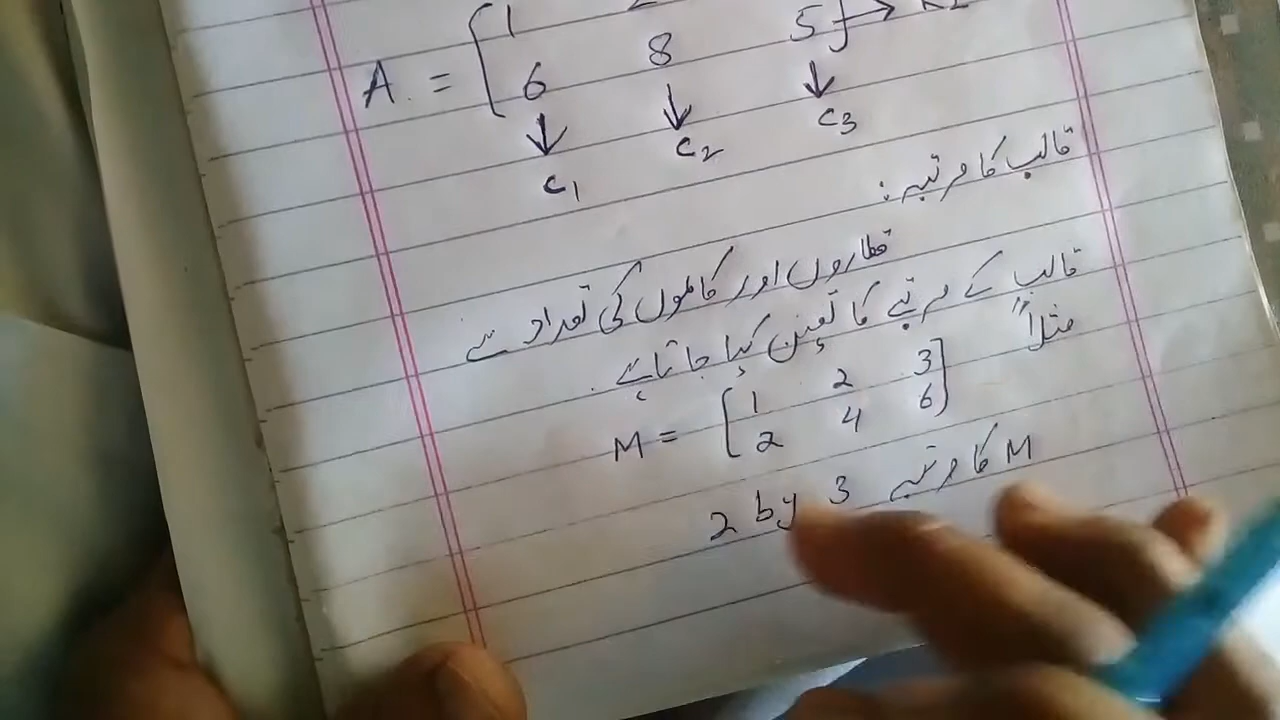 1 5
A = 6 8
c1 c2 c3
قالب کا مرتبہ:
قطاروں اور کالموں کی تعداد سے
قالب کے مرتبے کا تعین کیا جاتا ہے۔
مثلاً
M = [1 2 3
2 4 6]
M کا مرتبہ 2 by 3